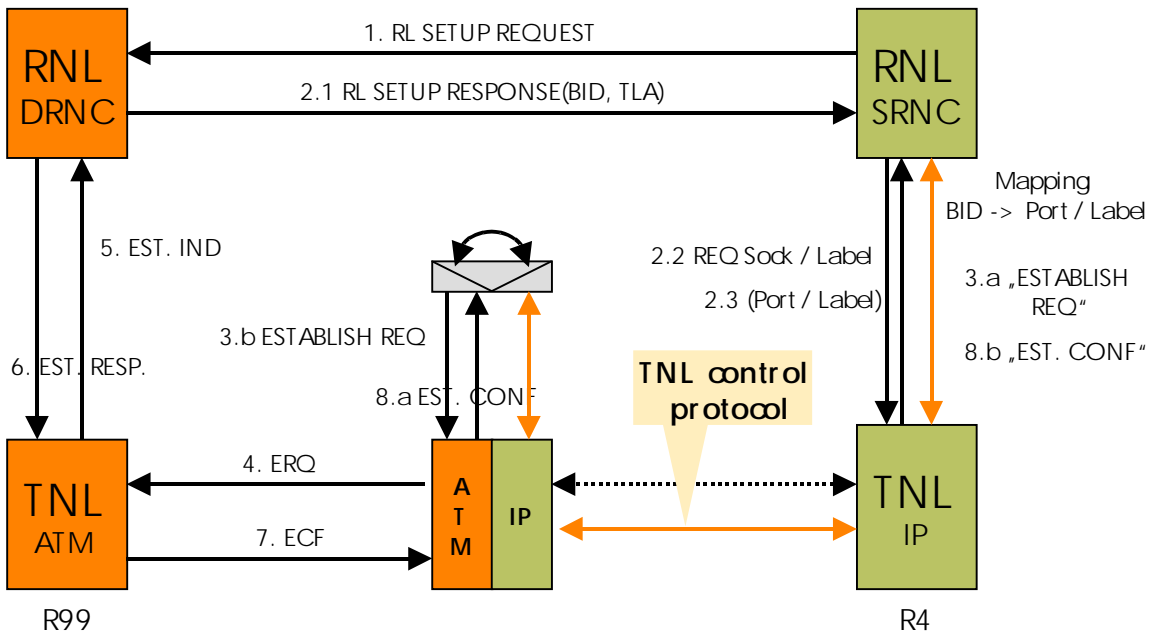 1. RL SETUP REQUEST
RNL
DRNC
RNL
SRNC
2.1 RL SETUP RESPONSE(BID, TLA)
Mapping
BID -> Port / Label
5. EST. IND
2.2 REQ Sock / Label
2.3 (Port / Label)
3.a „ESTABLISH
REQ“
3.b ESTABLISH REQ
8.b „EST. CONF“
6. EST. RESP.
8.a EST. CONF
TNL control
protocol
4. ERQ
TNL
ATM
A
T
M
IP
TNL
IP
7. ECF
R99
R4